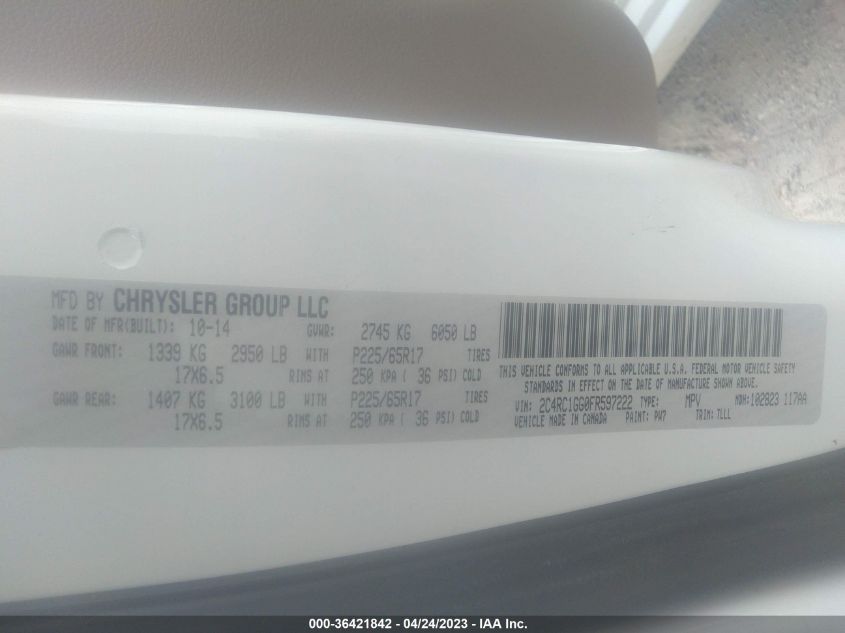 MFD BY CHRYSLER GROUP LLC
DATE OF MFR(BUILT): 10-14 GVWR: 2745 KG 6050 LB
GAWR FRONT: 1339 KG 2950 LB WITH P225/65R17 TIRES
17X6.5 RIMS AT 250 KPA ( 36 PSI) COLD
GAWR REAR: 1407 KG 3100 LB WITH P225/65R17 TIRES
17X6.5 RIMS AT 250 KPA ( 36 PSI) COLD
THIS VEHICLE CONFORMS TO ALL APPLICABLE U.S.A. FEDERAL MOTOR VEHICLE SAFETY
STANDARDS IN EFFECT ON THE DATE OF MANUFACTURE SHOWN ABOVE.
VIN: 2C4RC1GG0FR597222 TYPE: MPV MDH: 102823 117AA
VEHICLE MADE IN CANADA PAINT: PW7 TRIM: TLLL
000-36421842 - 04/24/2023 - IAA Inc.